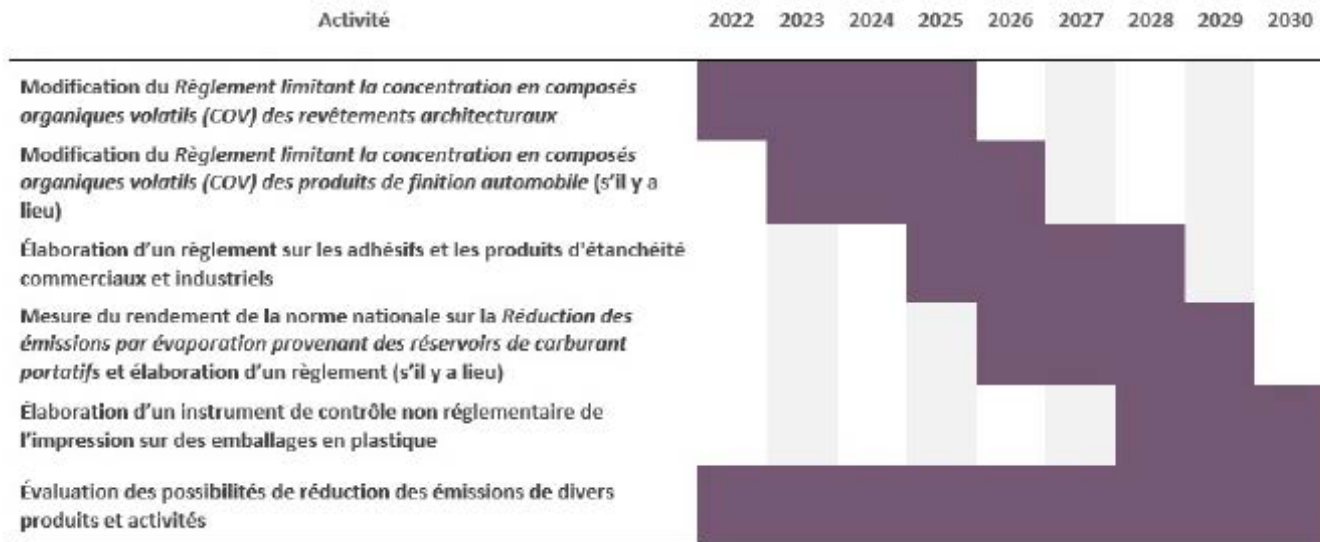 Activité 2022 2023 2024 2025 2026 2027 2028 2029 2030
Modification du Règlement limitant la concentration en composés
organiques volatils (COV) des revêtements architecturaux
Modification du Règlement limitant la concentration en composés
organiques volatils (COV) des produits de finition automobile (s'il y a
lieu)
Élaboration d'un règlement sur les adhésifs et les produits d'étanchéité
commerciaux et industriels
Mesure du rendement de la norme nationale sur la Réduction des
émissions par évaporation provenant des réservoirs de carburant
portatifs et élaboration d'un règlement (s'il y a lieu)
Élaboration d'un instrument de contrôle non réglementaire de
l'impression sur des emballages en plastique
Évaluation des possibilités de réduction des émissions de divers
produits et activités